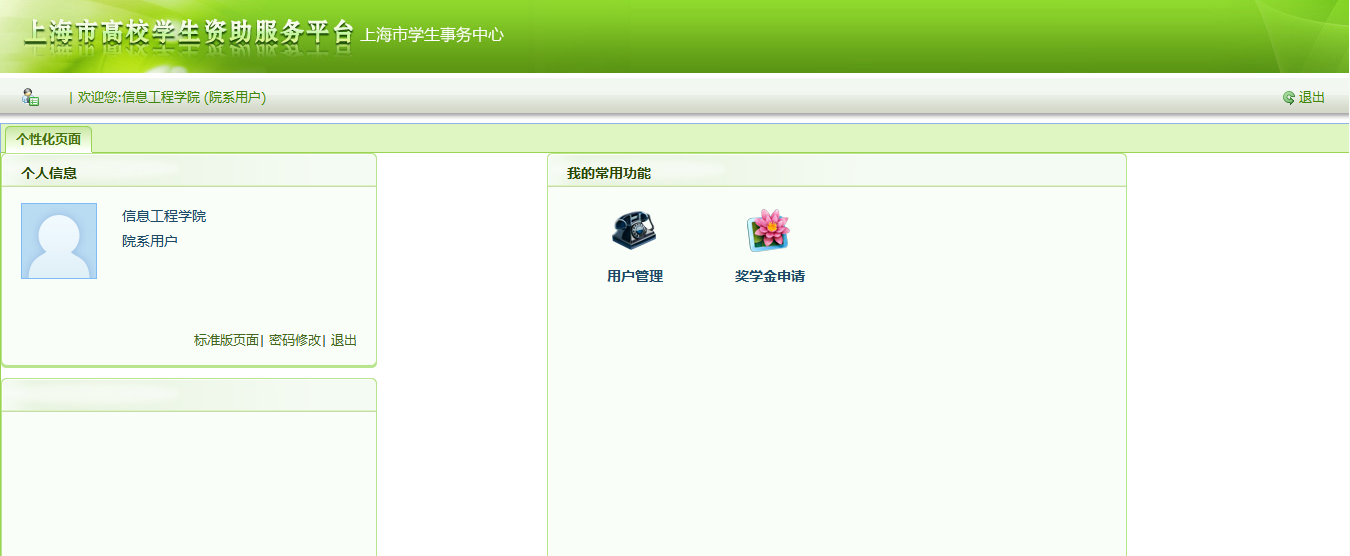 上海市高校学生资助服务平台 上海市学生事务中心
| 欢迎您:信息工程学院 (院系用户)
退出
个性化页面
个人信息
信息工程学院
院系用户
标准版页面| 密码修改| 退出
我的常用功能
用户管理
奖学金申请